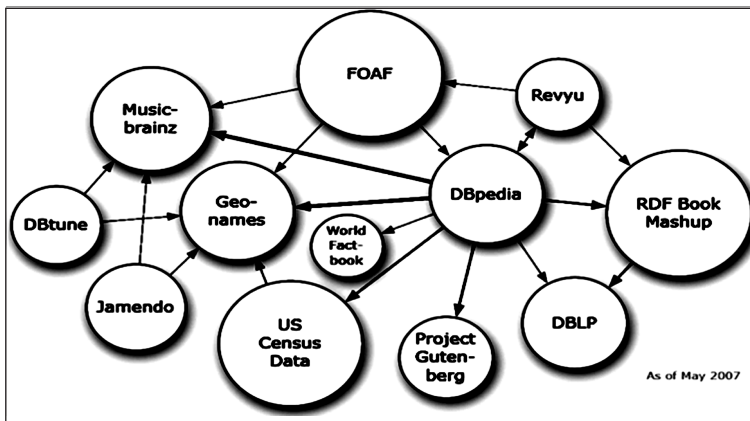 FOAF
Revyu
Music-
brainz
DBpedia
RDF Book
Mashup
Geo-
names
DBtune
World
Fact-
book
Jamendo
US
Census
Data
Project
Guten-
berg
DBLP
As of May 2007